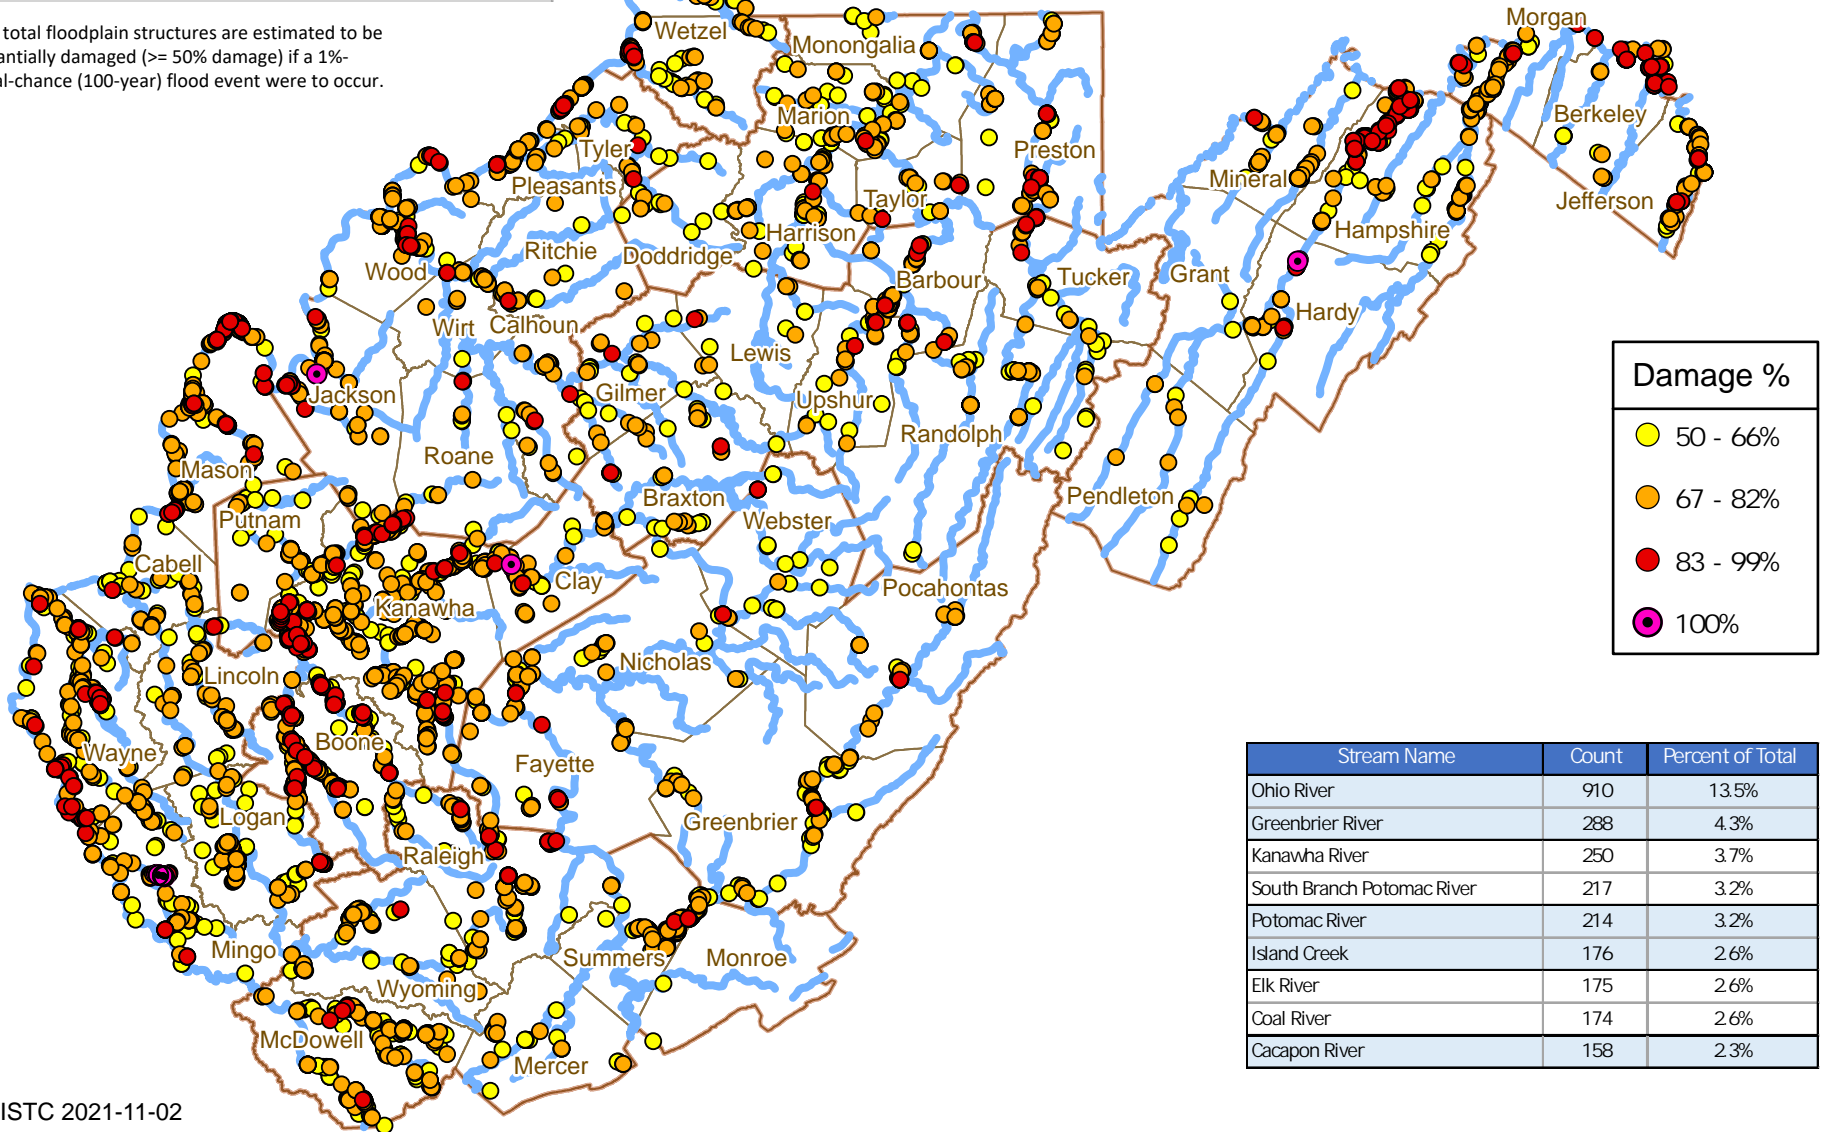 total floodplain structures are estimated to be
antially damaged (>= 50% damage) if a 1%-
al-chance (100-year) flood event were to occur.
Wetzel
Monongalia
Morgan
Marion
Berkeley
Tyler
Preston
Pleasants
Mineral
Taylor
Jefferson
Harrison
Hampshire
Ritchie
Doddridge
Wood
Barbour
Tucker
Grant
Hardy
Wirt
Calhoun
Lewis
Jackson
Gilmer
Upshur
Randolph
Roane
Mason
Braxton
Pendleton
Putnam
Webster
Cabell
Clay
Pocahontas
Kanawha
Nicholas
Lincoln
Boone
Wayne
Fayette
Logan
Greenbrier
Raleigh
Mingo
Summers
Monroe
Wyoming
McDowell
Mercer
Damage %
50 - 66%
67 - 82%
83 - 99%
100%
Stream Name Count Percent of Total
Ohio River 910 13.5%
Greenbrier River 288 4.3%
Kanawha River 250 3.7%
South Branch Potomac River 217 3.2%
Potomac River 214 3.2%
Island Creek 176 2.6%
Elk River 175 2.6%
Coal River 174 2.6%
Cacapon River 158 2.3%
ISTC 2021-11-02